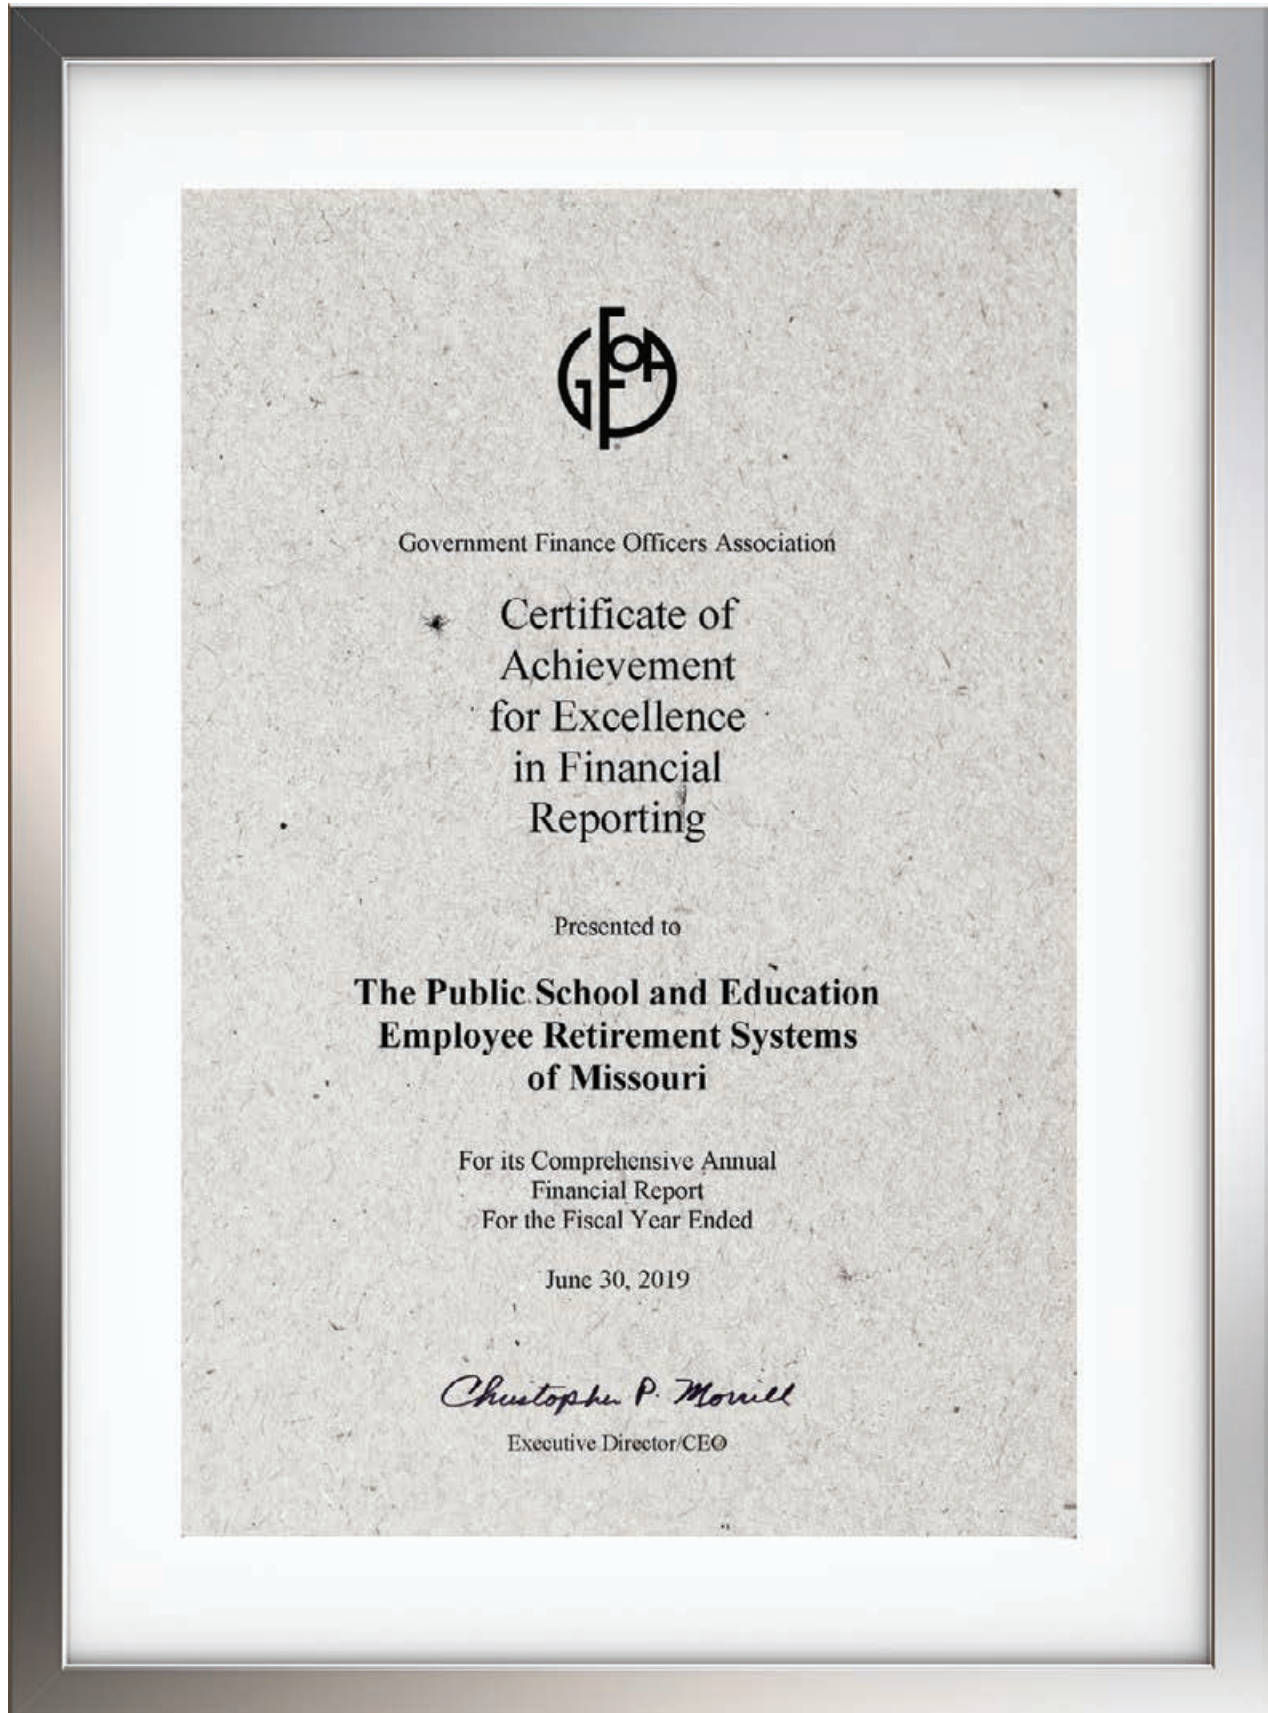 GFOA
Government Finance Officers Association
Certificate of
Achievement
for Excellence
in Financial
Reporting
Presented to
The Public School and Education
Employee Retirement Systems
of Missouri
For its Comprehensive Annual
Financial Report
For the Fiscal Year Ended
June 30, 2019
Christopher P. Morrill
Executive Director/CEO